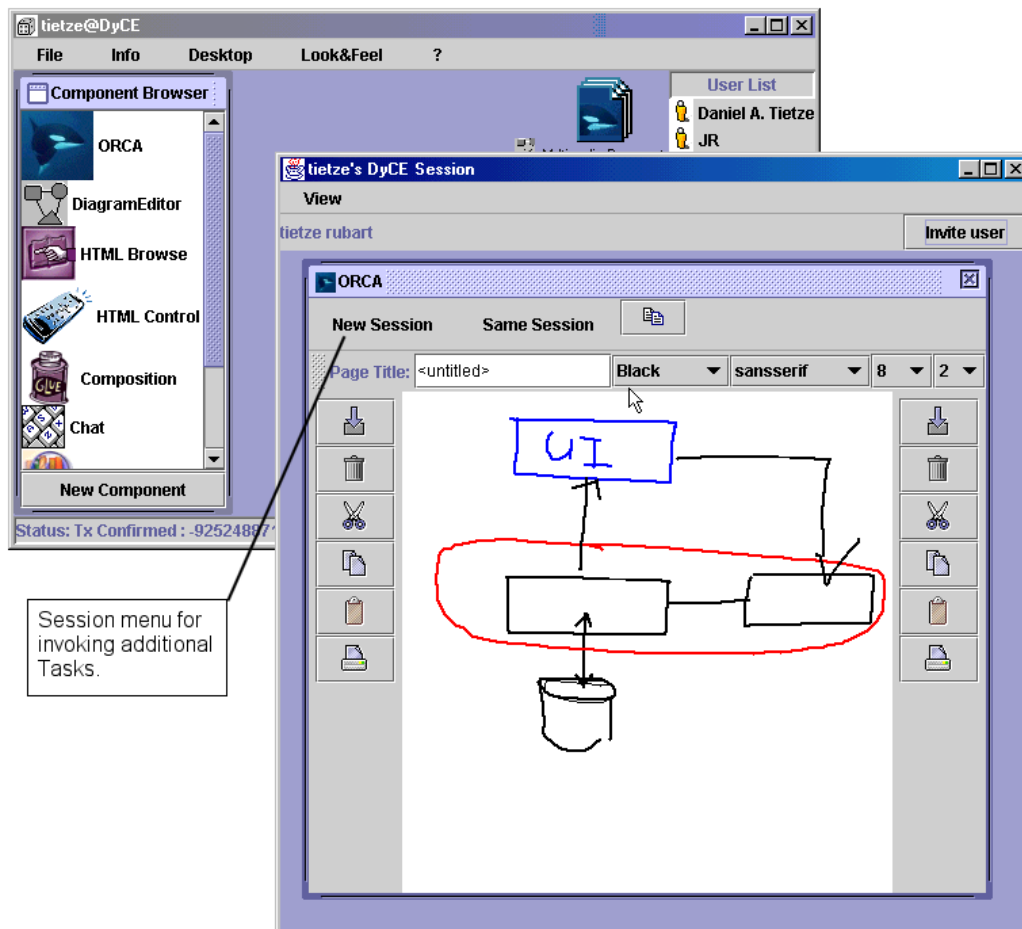 tietze@DyCE
File Info Desktop Look&Feel ?
Component Browser
ORCA
DiagramEditor
HTML Browse
HTML Control
GLUE
Composition
Chat
New Component
Status: Tx Confirmed : -92524887
User List
Daniel A. Tietze
JR
tietze's DyCE Session
View
tietze rubart
Invite user
ORCA
New Session Same Session
Page Title: <untitled> Black sansserif 8 2
UI
Session menu for
invoking additional
Tasks.